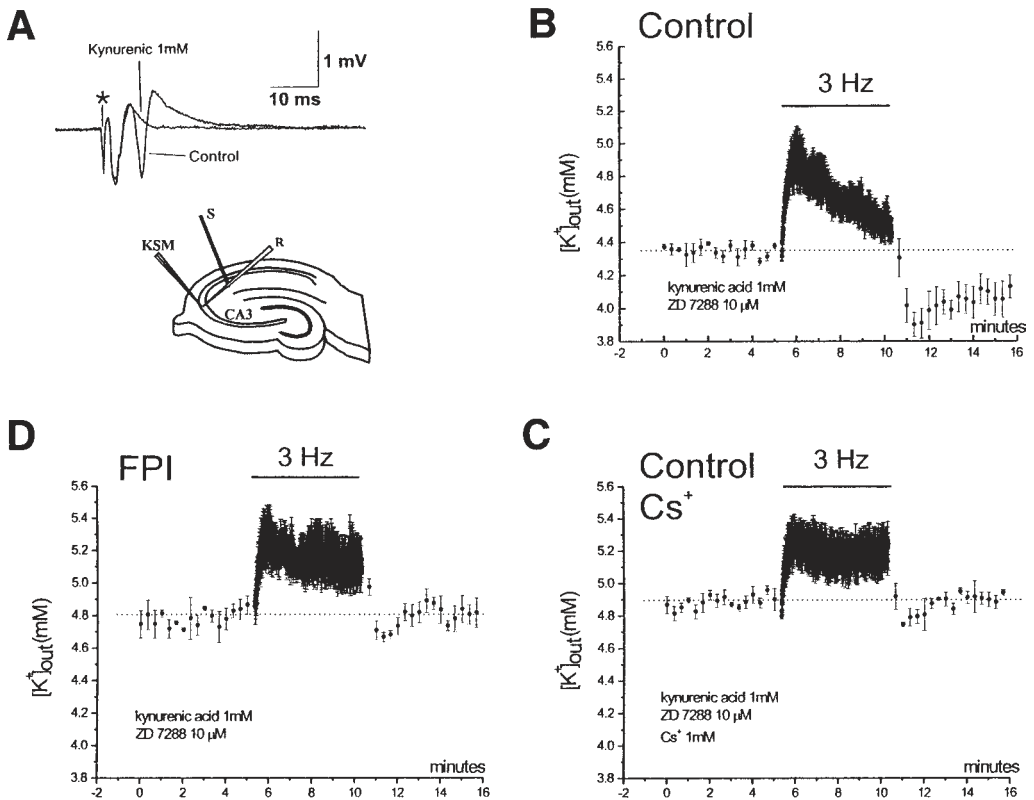 A
Kynurenic 1mM
1 mV
10 ms
*
Control
S
KSM
R
CA3
B
Control
3 Hz
[K+]out(mM)
5.6
5.4
5.2
5.0
4.8
4.6
4.4
4.2
4.0
3.8
kynurenic acid 1mM
ZD 7288 10 µM
minutes
-2
0
2
4
6
8
10
12
14
16
D
FPI
3 Hz
[K+]out(mM)
5.6
5.4
5.2
5.0
4.8
4.6
4.4
4.2
4.0
3.8
kynurenic acid 1mM
ZD 7288 10 µM
minutes
-2
0
2
4
6
8
10
12
14
16
C
Control
Cs+
3 Hz
[K+]out(mM)
5.6
5.4
5.2
5.0
4.8
4.6
4.4
4.2
4.0
3.8
kynurenic acid 1mM
ZD 7288 10 µM
Cs+ 1mM
minutes
-2
0
2
4
6
8
10
12
14
16